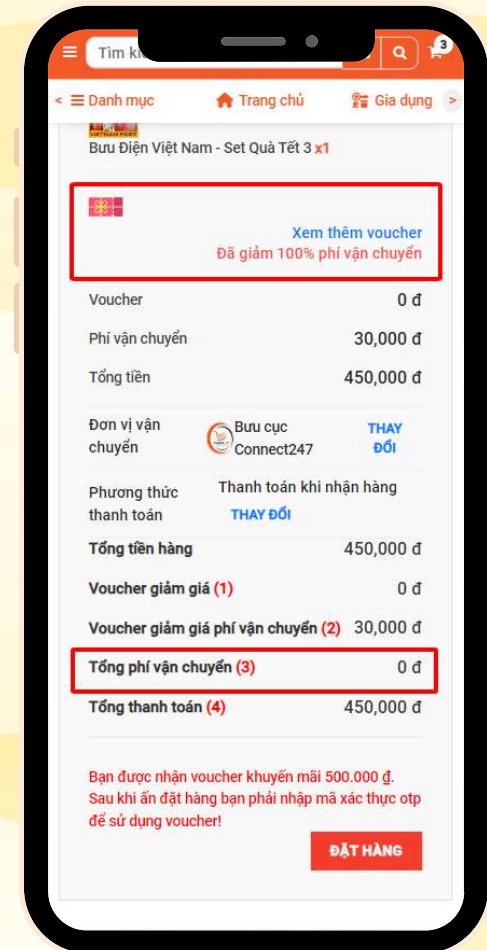 Tìm
3
< Danh mục Trang chủ Gia dụng >
Bưu Điện Việt Nam - Set Quà Tết 3 x1
Xem thêm voucher
Đã giảm 100% phí vận chuyển
Voucher 0 đ
Phí vận chuyển 30,000 đ
Tổng tiền 450,000 đ
Đơn vị vận chuyển
Bưu cục Connect247
THAY ĐỔI
Phương thức thanh toán
Thanh toán khi nhận hàng
THAY ĐỔI
Tổng tiền hàng 450,000 đ
Voucher giảm giá (1) 0 đ
Voucher giảm giá phí vận chuyển (2) 30,000 đ
Tổng phí vận chuyển (3) 0 đ
Tổng thanh toán (4) 450,000 đ
Bạn được nhận voucher khuyến mãi 500.000 ₫.
Sau khi ấn đặt hàng bạn phải nhập mã xác thực otp
để sử dụng voucher!
ĐẶT HÀNG